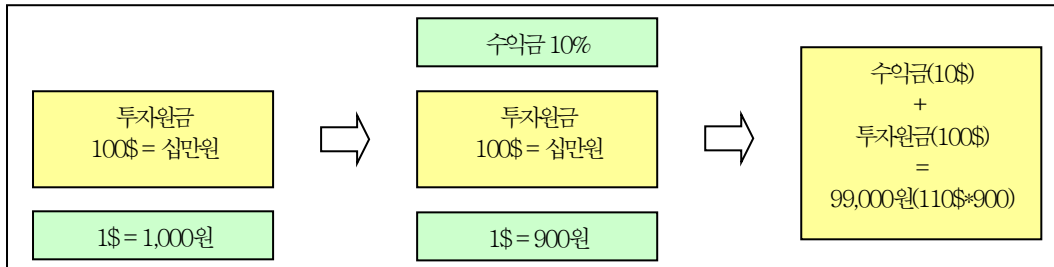 수익금 10%
투자원금
100$ = 십만원
1$ = 1,000원
투자원금
100$ = 십만원
1$ = 900원
수익금(10$)
+
투자원금(100$)
=
99,000원(110$*900)